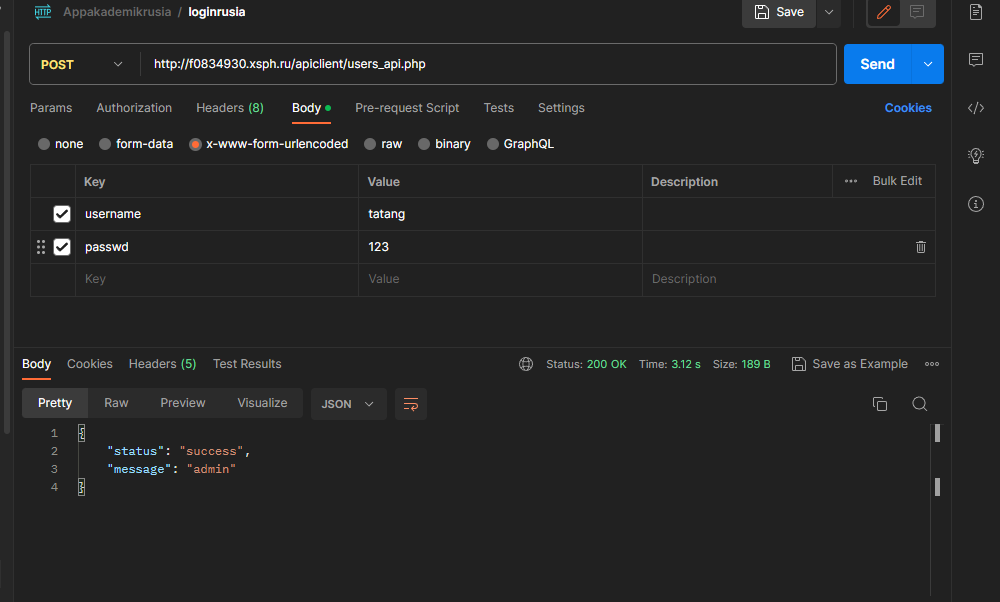 HTTP Appakademikrusia / loginrusia Save
POST http://f0834930.xsph.ru/apiclient/users_api.php Send
Params Authorization Headers (8) Body Pre-request Script Tests Settings Cookies
none form-data x-www-form-urlencoded raw binary GraphQL
Key Value Description ••• Bulk Edit
username tatang
passwd 123
Key Value Description
Body Cookies Headers (5) Test Results Status: 200 OK Time: 3.12 s Size: 189 B Save as Example
Pretty Raw Preview Visualize JSON
1 {
2 "status": "success",
3 "message": "admin"
4 }